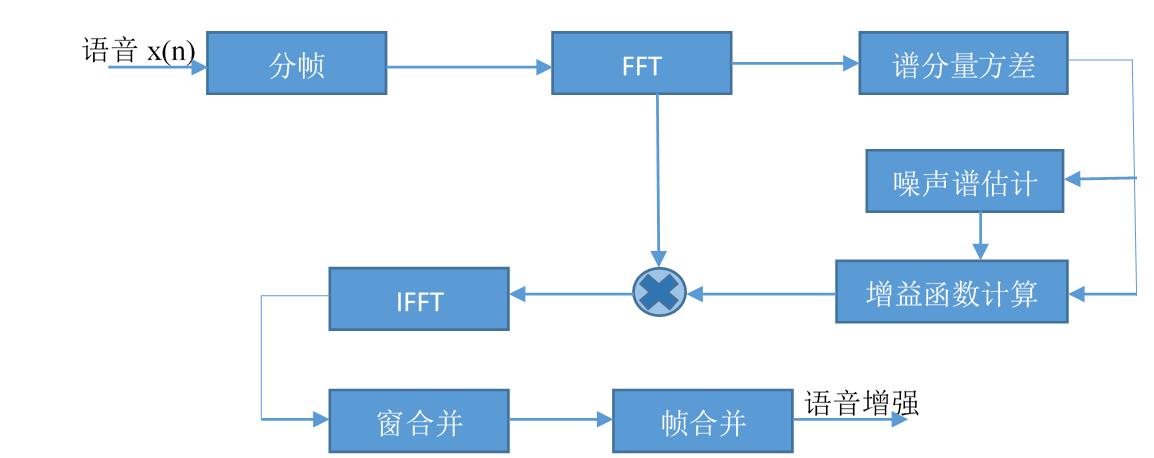 语音 x(n)
分帧
FFT
谱分量方差
噪声谱估计
增益函数计算
IFFT
窗合并
帧合并
语音增强